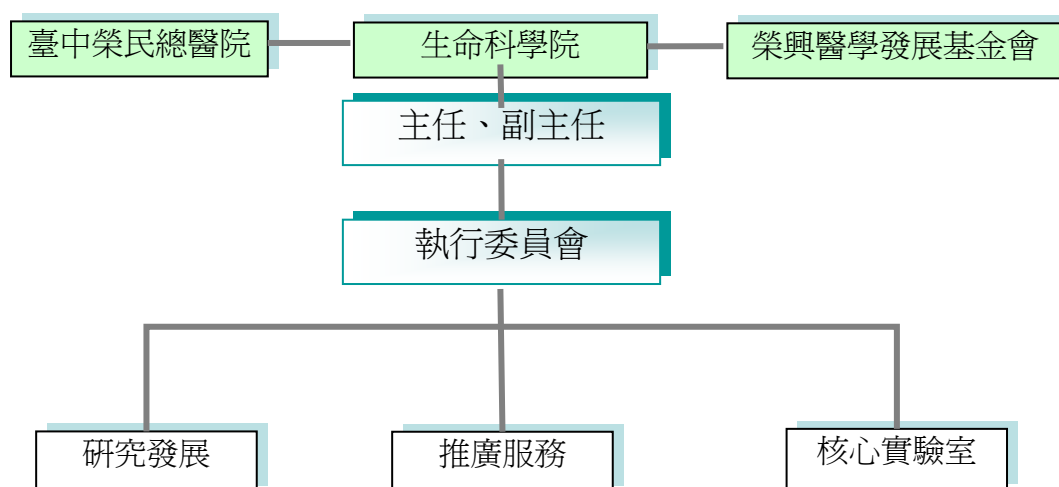 臺中榮民總醫院
生命科學院
榮興醫學發展基金會
主任、副主任
執行委員會
研究發展
推廣服務
核心實驗室